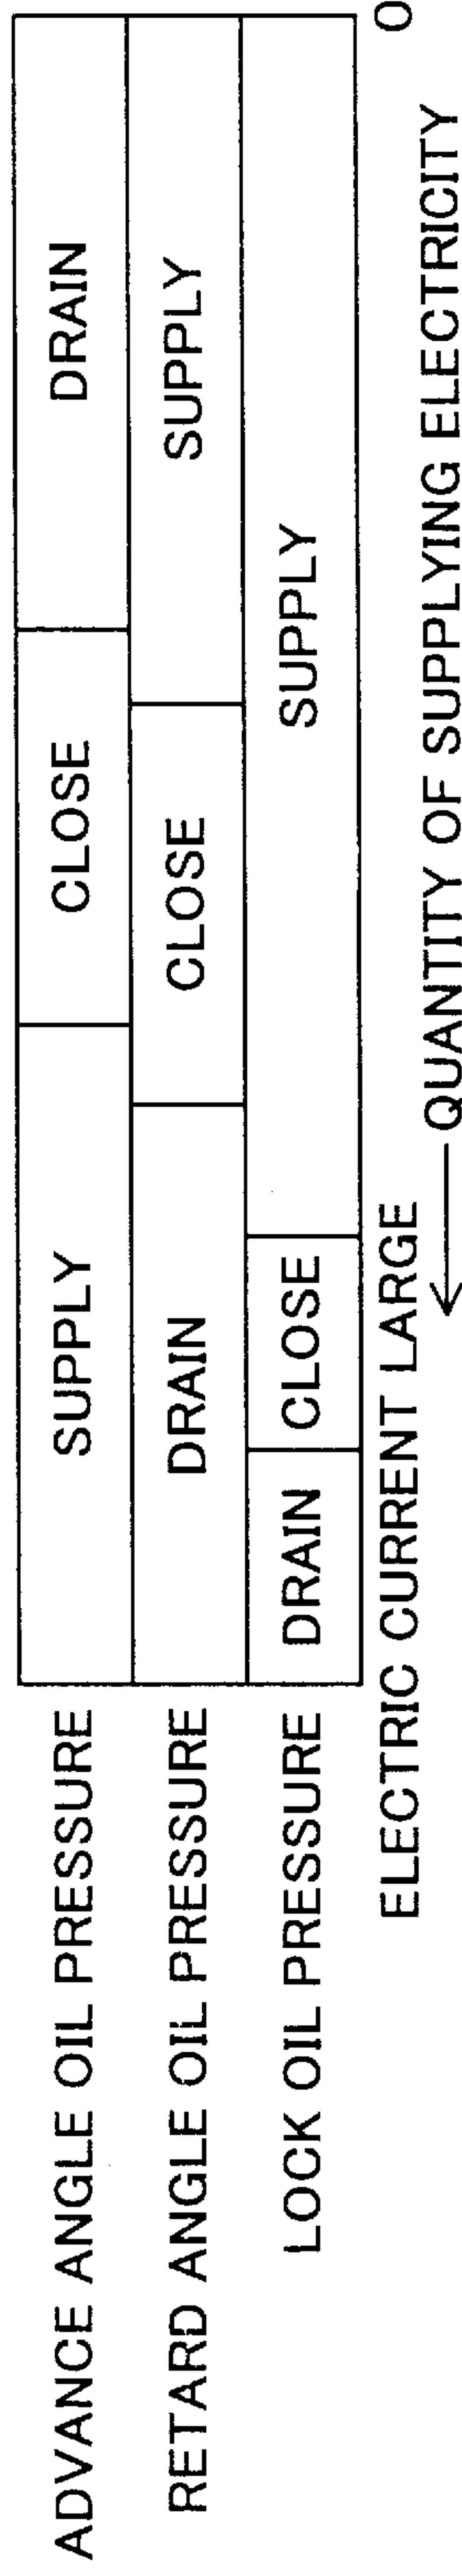 ADVANCE ANGLE OIL PRESSURE SUPPLY CLOSE DRAIN
RETARD ANGLE OIL PRESSURE DRAIN CLOSE SUPPLY
LOCK OIL PRESSURE DRAIN CLOSE SUPPLY
ELECTRIC CURRENT LARGE 0
QUANTITY OF SUPPLYING ELECTRICITY